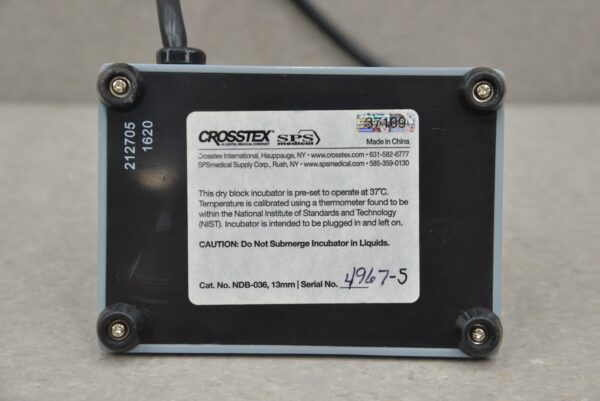 212705
1620
CROSSTEX
A CANTEL MEDICAL COMPANY
SPS
medical
37109
Made in China
Crosstex International, Hauppauge, NY • www.crosstex.com • 631-582-6777
SPSmedical Supply Corp., Rush, NY • www.spsmedical.com • 585-359-0130
This dry block incubator is pre-set to operate at 37°C.
Temperature is calibrated using a thermometer found to be
within the National Institute of Standards and Technology
(NIST). Incubator is intended to be plugged in and left on.
CAUTION: Do Not Submerge Incubator in Liquids.
Cat. No. NDB-036, 13mm | Serial No. 4967-5